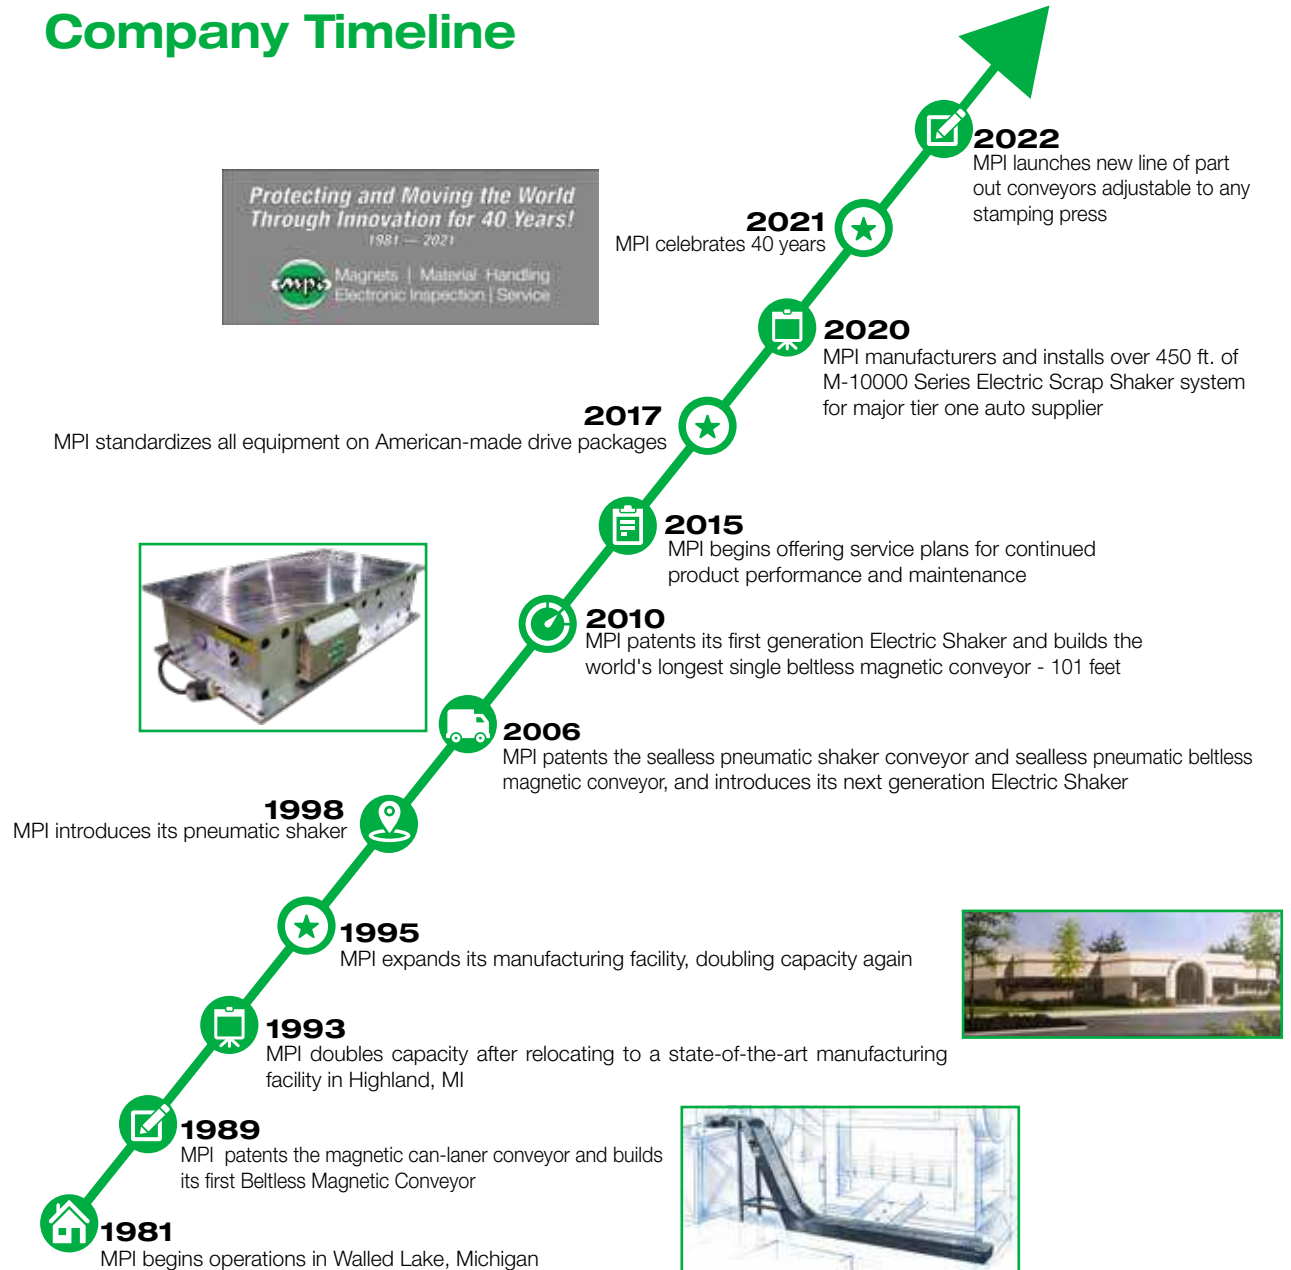 Company Timeline
2022
MPI launches new line of part
out conveyors adjustable to any
stamping press
Protecting and Moving the World
Through Innovation for 40 Years!
1981 — 2021
mpi
Magnets | Material Handling
Electronic Inspection | Service
2021
MPI celebrates 40 years
2020
MPI manufacturers and installs over 450 ft. of
M-10000 Series Electric Scrap Shaker system
for major tier one auto supplier
2017
MPI standardizes all equipment on American-made drive packages
2015
MPI begins offering service plans for continued
product performance and maintenance
2010
MPI patents its first generation Electric Shaker and builds the
world's longest single beltless magnetic conveyor - 101 feet
2006
MPI patents the sealless pneumatic shaker conveyor and sealless pneumatic beltless
magnetic conveyor, and introduces its next generation Electric Shaker
1998
MPI introduces its pneumatic shaker
1995
MPI expands its manufacturing facility, doubling capacity again
1993
MPI doubles capacity after relocating to a state-of-the-art manufacturing
facility in Highland, MI
1989
MPI patents the magnetic can-laner conveyor and builds
its first Beltless Magnetic Conveyor
1981
MPI begins operations in Walled Lake, Michigan